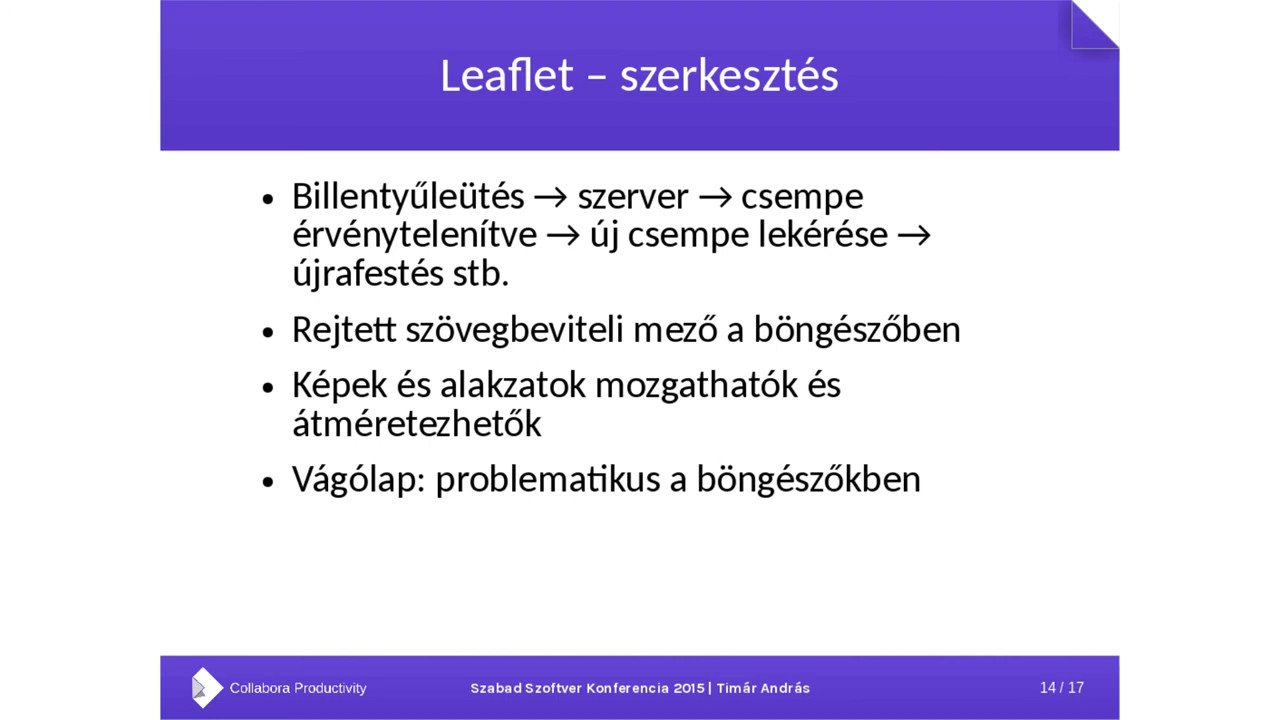 Leaflet – szerkesztés
• Billentyűleütés → szerver → csempe
érvénytelenítve → új csempe lekérése →
újrafestés stb.
• Rejtett szövegbeviteli mező a böngészőben
• Képek és alakzatok mozgathatók és
átméretezhetők
• Vágólap: problematikus a böngészőkben
Collabora Productivity
Szabad Szoftver Konferencia 2015 | Timár András
14 / 17